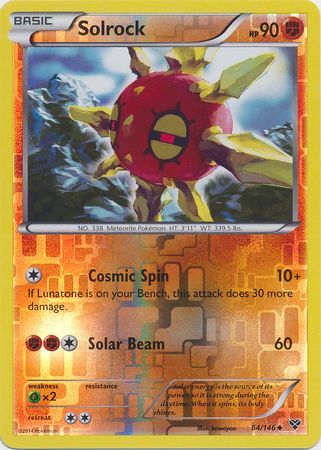 BASIC
Solrock
HP 90
NO. 338 Meteorite Pokémon HT: 3'11" WT: 339.5 lbs.
Cosmic Spin 10+
If Lunatone is on your Bench, this attack does 30 more
damage.
Solar Beam 60
weakness
×2
resistance
retreat
Solar energy is the source of its
power, so it is strong during the
daytime. When it spins, its body
shines.
©2014 Pokémon
Illus. kawayoo
64/146
XY